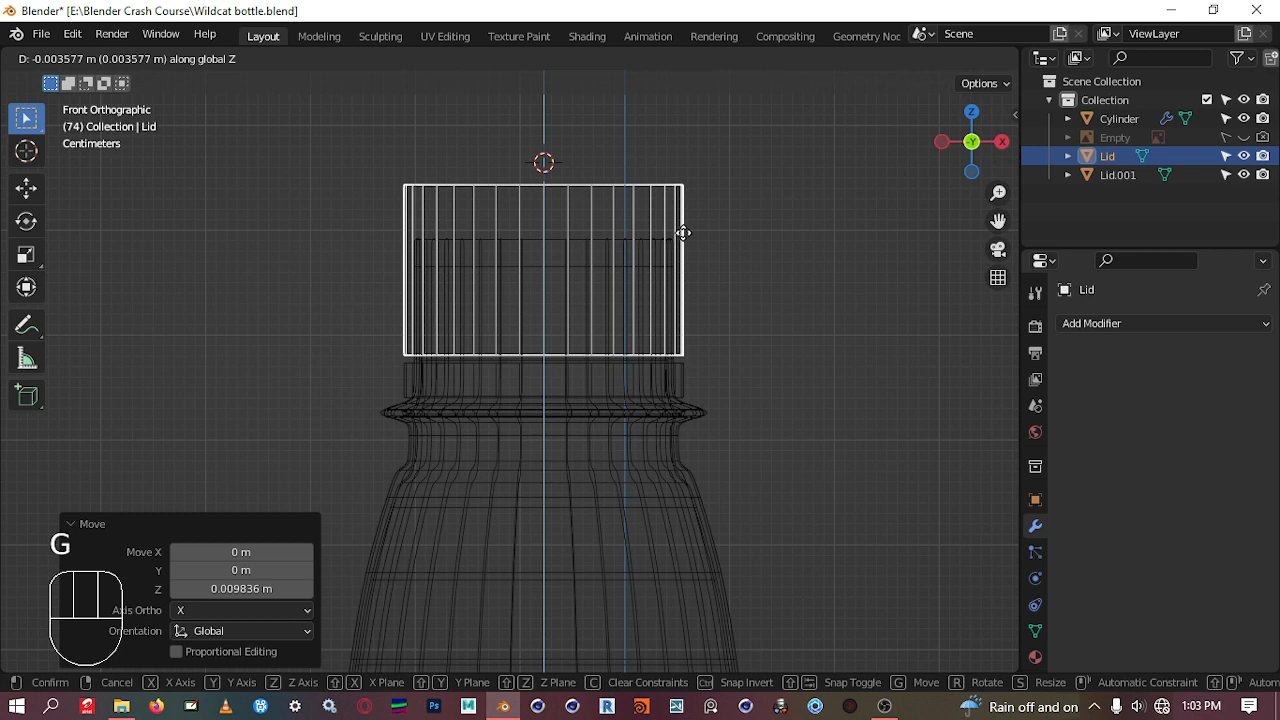 Blender* [E:\Blender Crash Course\Wildcat bottle.blend]
File Edit Render Window Help Layout Modeling Sculpting UV Editing Texture Paint Shading Animation Rendering Compositing Geometry Noc Scene ViewLayer
D: -0.003577 m (0.003577 m) along global Z
Options
Front Orthographic
(74) Collection | Lid
Centimeters
Z
X
-Y
Scene Collection
Collection
Cylinder
Empty
Lid
Lid.001
Lid
Add Modifier
Move
G
Move X 0 m
Y 0 m
Z 0.009836 m
Axis Ortho X
Orientation Global
Proportional Editing
Confirm Cancel X X Axis Y Y Axis Z Z Axis X X Plane Y Y Plane Z Z Plane C Clear Constraints Ctrl Snap Invert Snap Toggle G Move R Rotate S Resize Automatic Constraint Autom
Rain off and on 1:03 PM